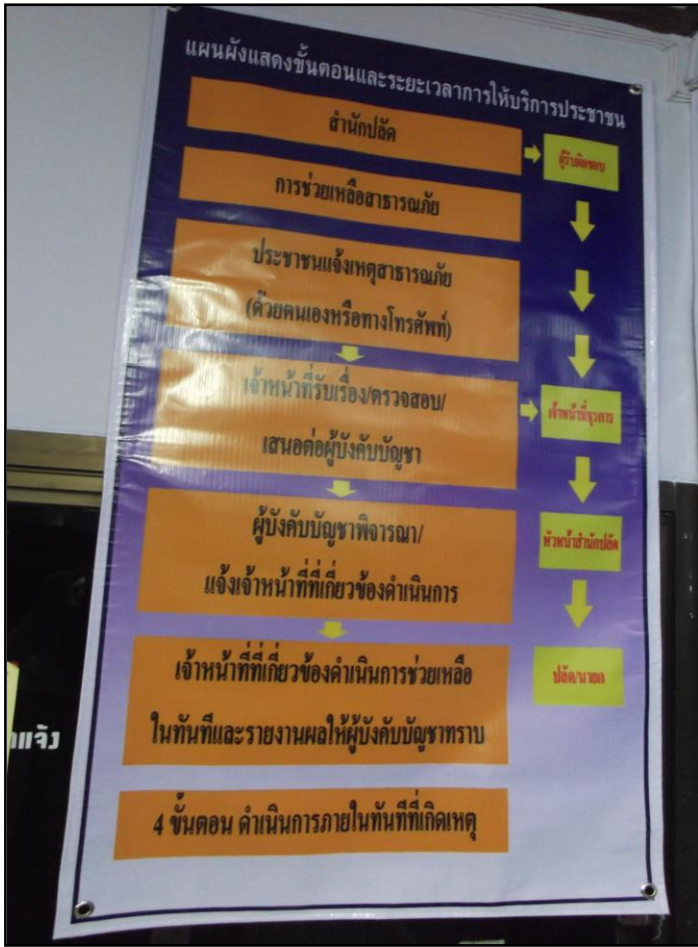 แผนผังแสดงขั้นตอนและระยะเวลาการให้บริการประชาชน
สำนักปลัด
ผู้รับผิดชอบ
การช่วยเหลือสาธารณภัย
ประชาชนแจ้งเหตุสาธารณภัย
(ด้วยตนเองหรือทางโทรศัพท์)
เจ้าหน้าที่รับเรื่อง/ตรวจสอบ/
เสนอต่อผู้บังคับบัญชา
เจ้าหน้าที่ธุรการ
ผู้บังคับบัญชาพิจารณา/
แจ้งเจ้าหน้าที่ที่เกี่ยวข้องดำเนินการ
หัวหน้าสำนักปลัด
เจ้าหน้าที่ที่เกี่ยวข้องดำเนินการช่วยเหลือ
ในทันทีและรายงานผลให้ผู้บังคับบัญชาทราบ
ปลัด/นายก
4 ขั้นตอน ดำเนินการภายในทันทีที่เกิดเหตุ